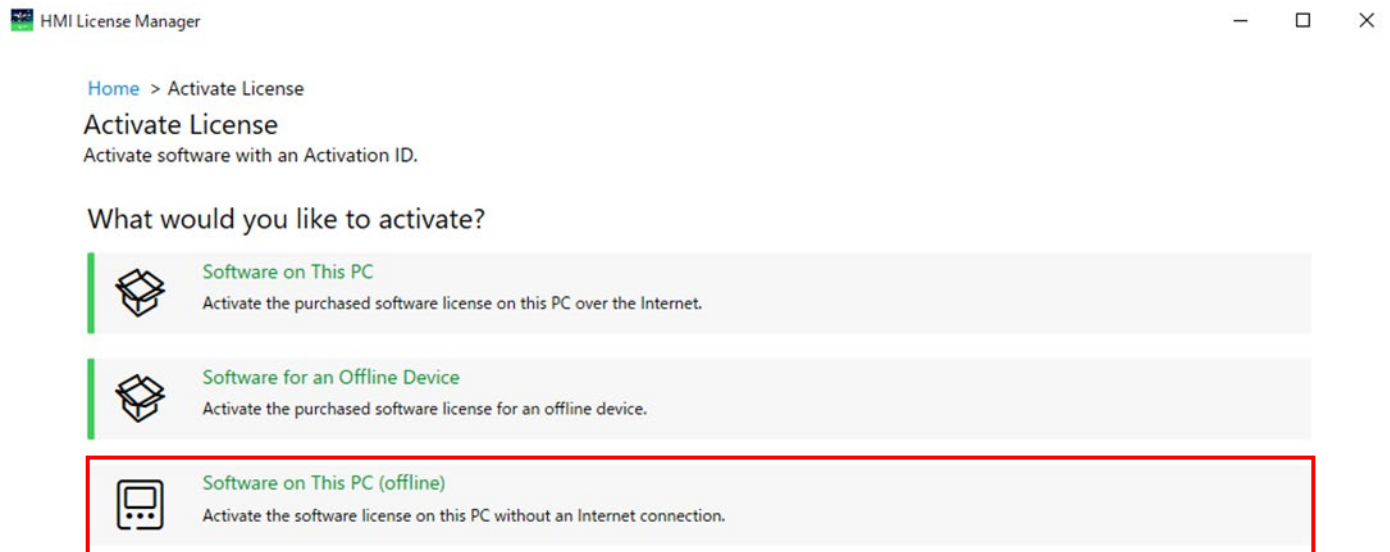 HMI License Manager
Home > Activate License
Activate License
Activate software with an Activation ID.
What would you like to activate?
Software on This PC
Activate the purchased software license on this PC over the Internet.
Software for an Offline Device
Activate the purchased software license for an offline device.
Software on This PC (offline)
Activate the software license on this PC without an Internet connection.